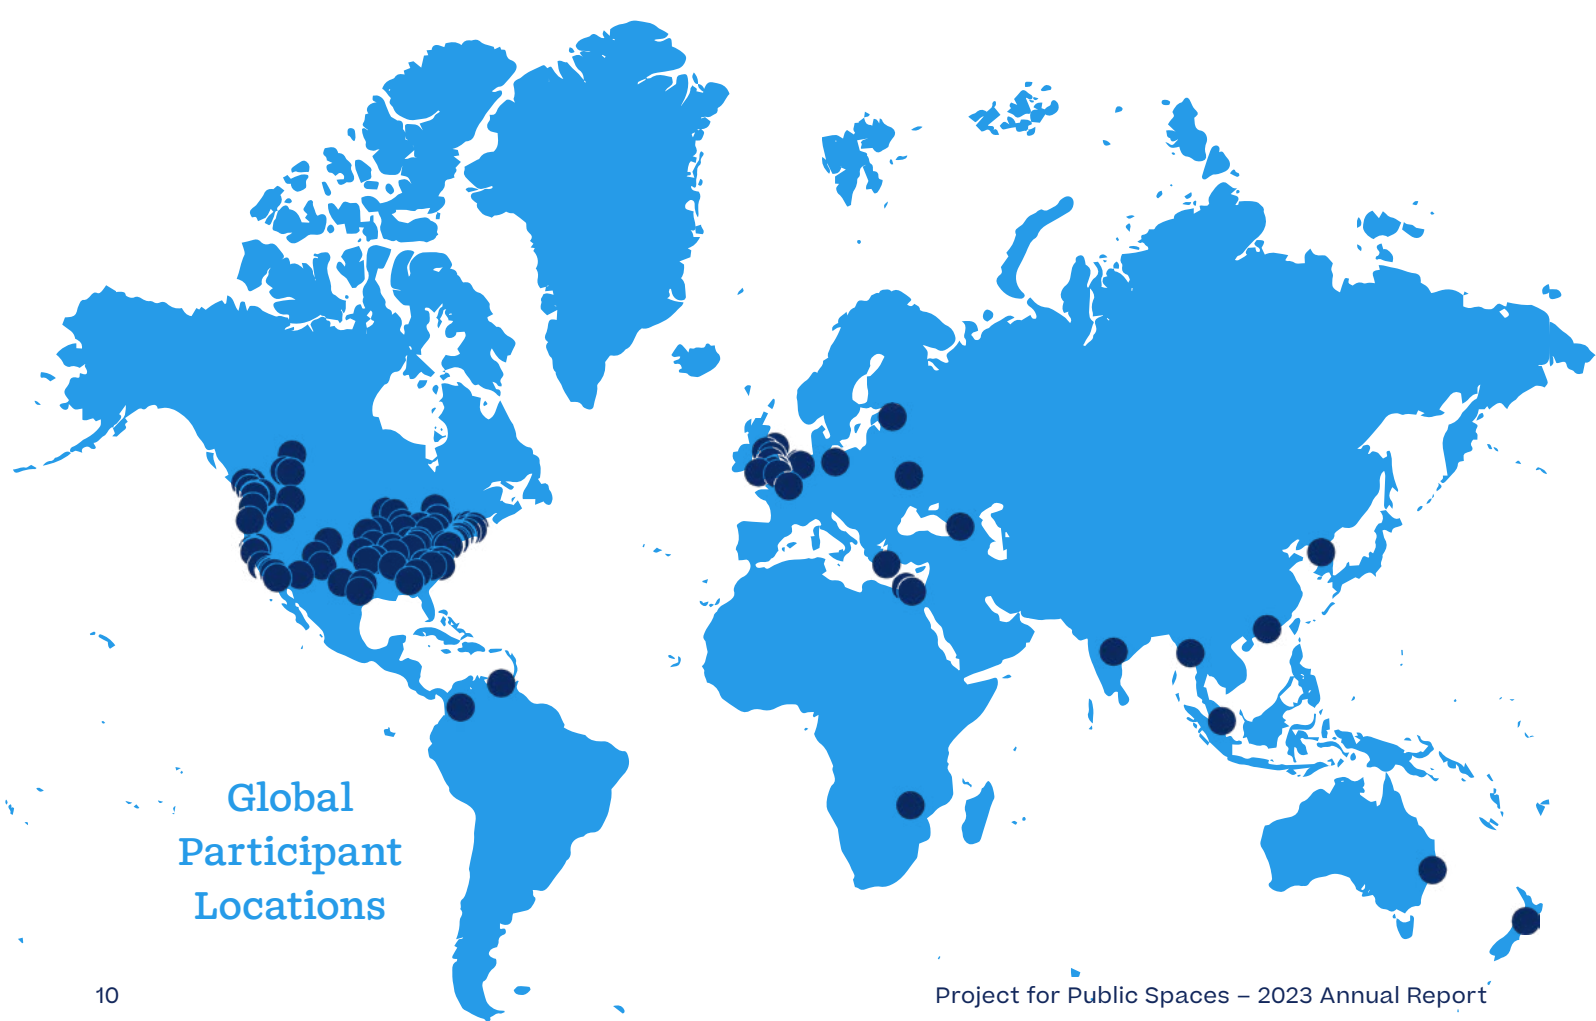 Global
Participant
Locations
10
Project for Public Spaces – 2023 Annual Report